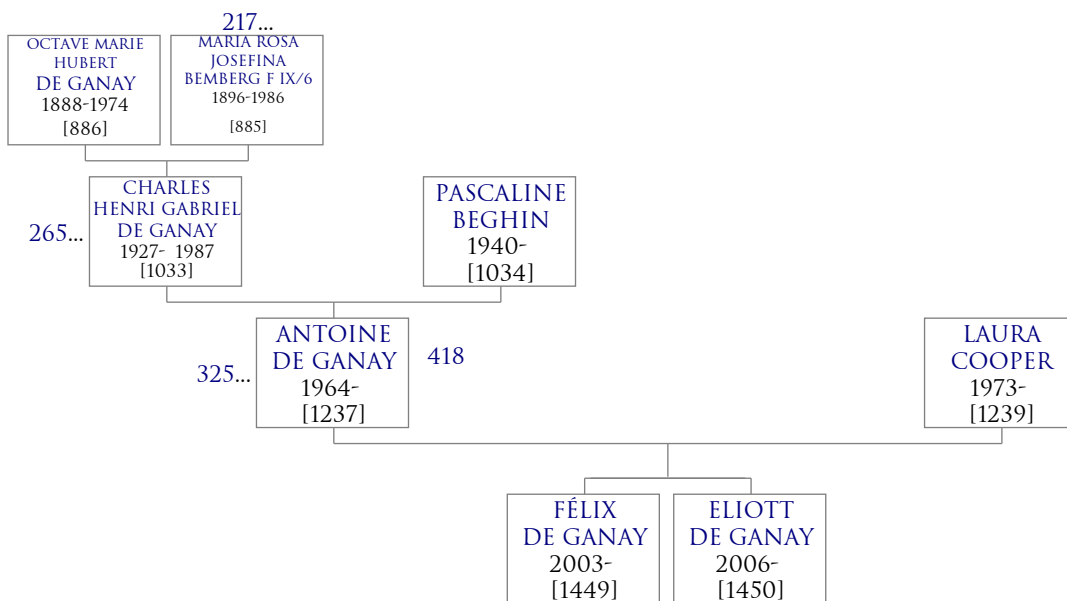 217...
OCTAVE MARIE
HUBERT
DE GANAY
1888-1974
[886]
MARIA ROSA
JOSEFINA
BEMBERG F IX/6
1896-1986
[885]
265...
CHARLES
HENRI GABRIEL
DE GANAY
1927- 1987
[1033]
PASCALINE
BEGHIN
1940-
[1034]
325...
ANTOINE
DE GANAY
1964-
[1237]
418
LAURA
COOPER
1973-
[1239]
FÉLIX
DE GANAY
2003-
[1449]
ELIOTT
DE GANAY
2006-
[1450]